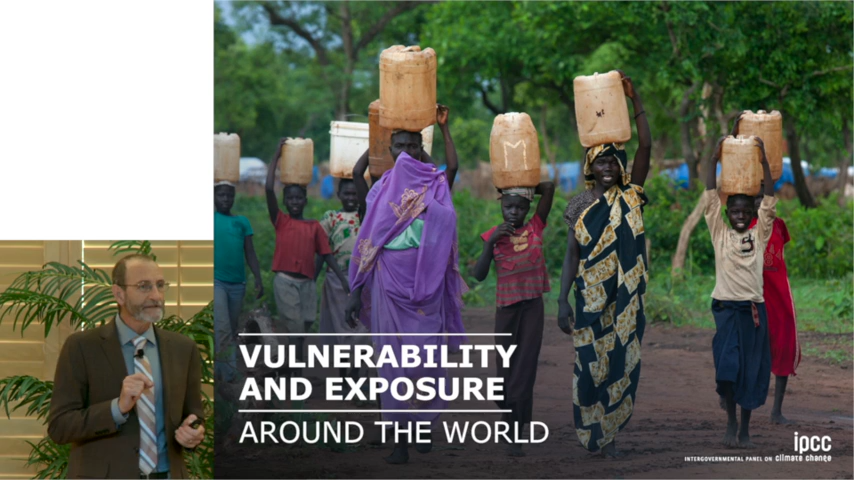 M
VULNERABILITY
AND EXPOSURE
AROUND THE WORLD
ipcc
INTERGOVERNMENTAL PANEL ON climate change